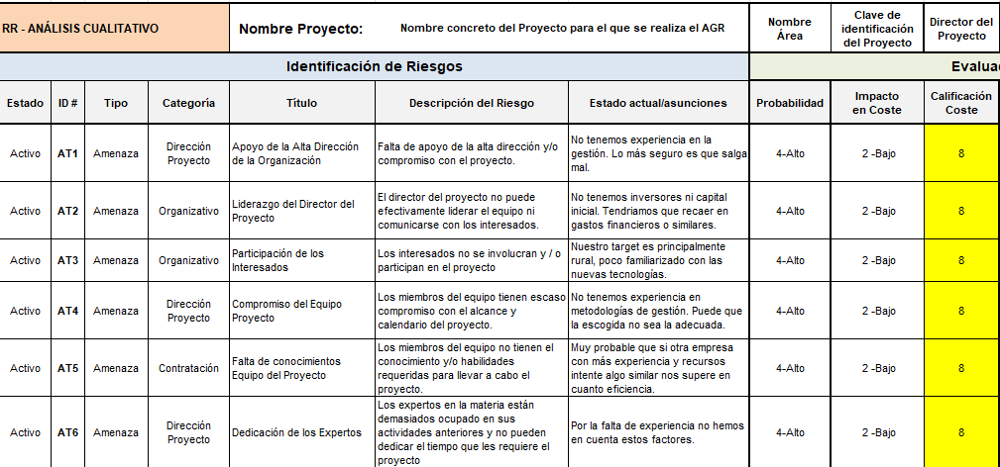 RR - ANÁLISIS CUALITATIVO
Nombre Proyecto:
Nombre concreto del Proyecto para el que se realiza el AGR
Nombre
Área
Clave de
identificación
del Proyecto
Director del
Proyecto
Identificación de Riesgos
Evalua
Estado
ID #
Tipo
Categoría
Título
Descripción del Riesgo
Estado actual/asunciones
Probabilidad
Impacto
en Coste
Calificación
Coste
Activo
AT1
Amenaza
Dirección
Proyecto
Apoyo de la Alta Dirección
de la Organización
Falta de apoyo de la alta dirección y/o
compromiso con el proyecto.
No tenemos experiencia en la
gestión. Lo más seguro es que salga
mal.
4-Alto
2 -Bajo
8
Activo
AT2
Amenaza
Organizativo
Liderazgo del Director del
Proyecto
El director del proyecto no puede
efectivamente liderar el equipo ni
comunicarse con los interesados.
No tenemos inversores ni capital
inicial. Tendriamos que recaer en
gastos financieros o similares.
4-Alto
2 -Bajo
8
Activo
AT3
Amenaza
Organizativo
Participación de los
Interesados
Los interesados no se involucran y / o
participan en el proyecto
Nuestro target es principalmente
rural, poco familiarizado con las
nuevas tecnologías.
4-Alto
2 -Bajo
8
Activo
AT4
Amenaza
Dirección
Proyecto
Compromiso del Equipo
Proyecto
Los miembros del equipo tienen escaso
compromiso con el alcance y
calendario del proyecto.
No tenemos experiencia en
metodologías de gestión. Puede que
la escogida no sea la adecuada.
4-Alto
2 -Bajo
8
Activo
AT5
Amenaza
Contratación
Falta de conocimientos
Equipo del Proyecto
Los miembros del equipo no tienen el
conocimiento y/o habilidades
requeridas para llevar a cabo el
proyecto.
Muy probable que si otra empresa
con más experiencia y recursos
intente algo similar nos supere en
cuanto eficiencia.
4-Alto
2 -Bajo
8
Activo
AT6
Amenaza
Dirección
Proyecto
Dedicación de los Expertos
Los expertos en la materia están
demasiados ocupado en sus
actividades anteriores y no pueden
dedicar el tiempo que les requiere el
proyecto
Por la falta de experiencia no hemos
en cuenta estos factores.
4-Alto
2 -Bajo
8